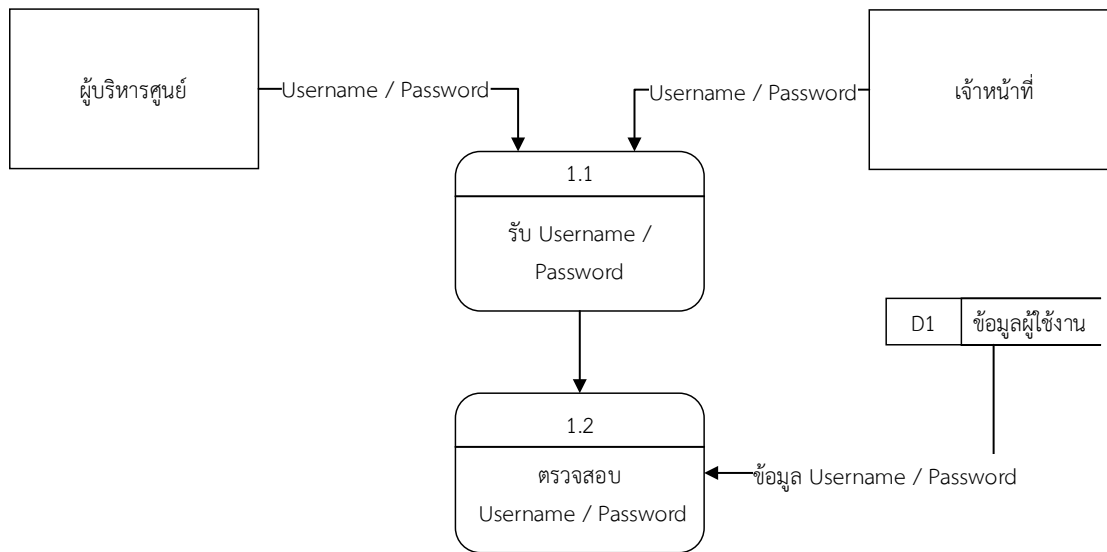 ผู้บริหารศูนย์
Username / Password
Username / Password
เจ้าหน้าที่
1.1
รับ Username /
Password
D1
ข้อมูลผู้ใช้งาน
1.2
ตรวจสอบ
Username / Password
ข้อมูล Username / Password